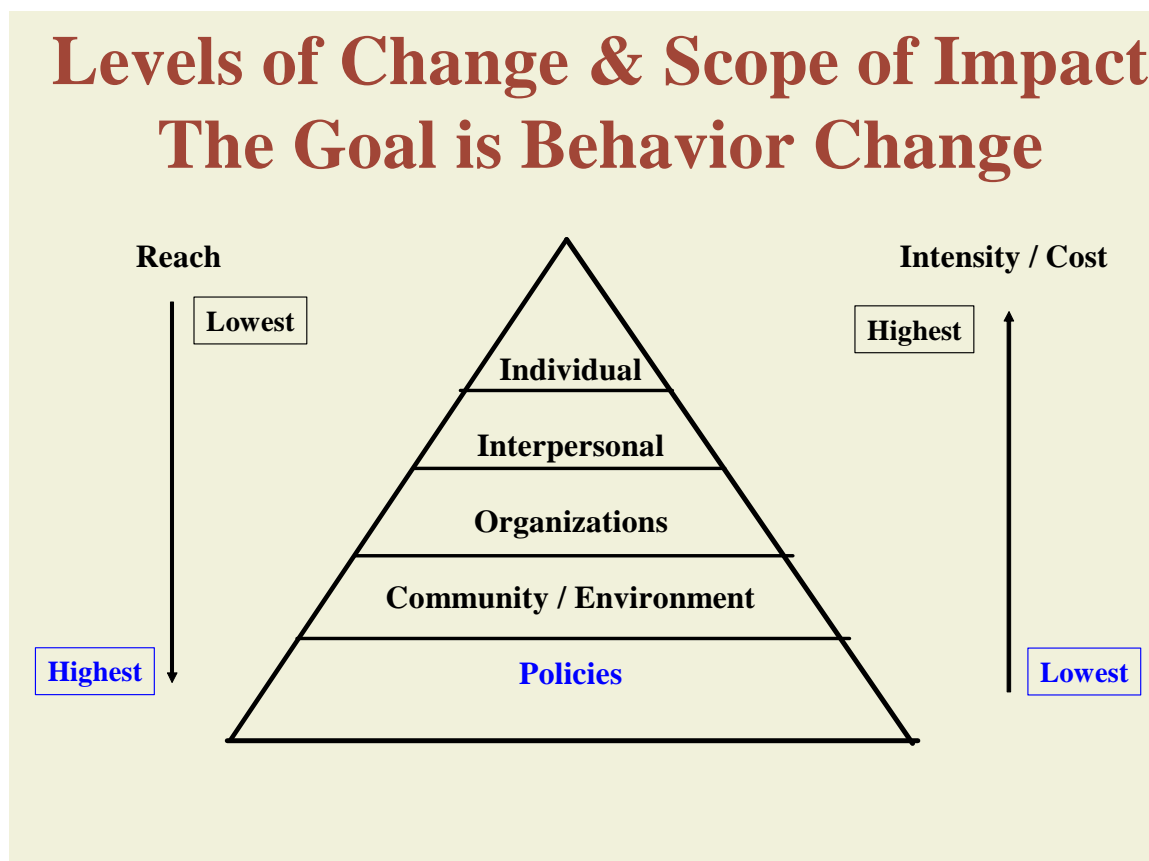 Levels of Change & Scope of Impact
The Goal is Behavior Change
Reach
Intensity / Cost
Lowest
Highest
Individual
Interpersonal
Organizations
Community / Environment
Highest
Policies
Lowest